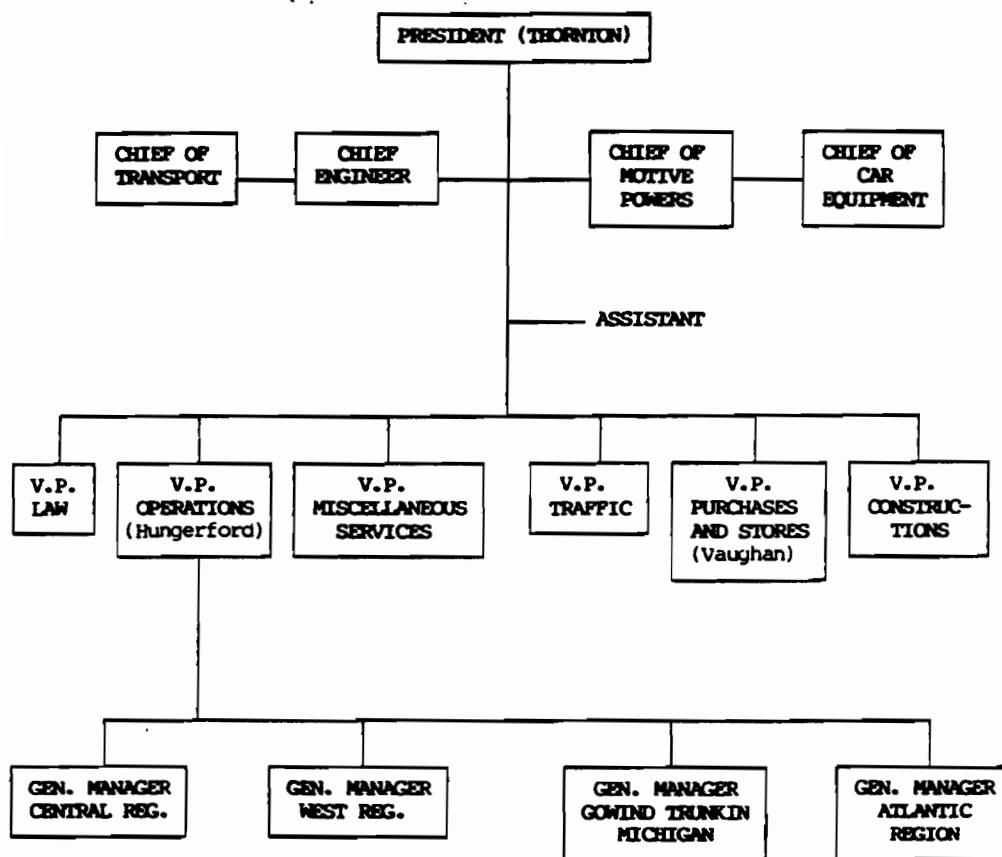 PRESIDENT (THORNTON)
CHIEF OF
TRANSPORT
CHIEF
ENGINEER
CHIEF OF
MOTIVE
POWERS
CHIEF OF
CAR
EQUIPMENT
ASSISTANT
V.P.
LAW
V.P.
OPERATIONS
(Hungerford)
V.P.
MISCELLANEOUS
SERVICES
V.P.
TRAFFIC
V.P.
PURCHASES
AND STORES
(Vaughan)
V.P.
CONSTRUC-
TIONS
GEN. MANAGER
CENTRAL REG.
GEN. MANAGER
WEST REG.
GEN. MANAGER
GOWIND TRUNKIN
MICHIGAN
GEN. MANAGER
ATLANTIC
REGION